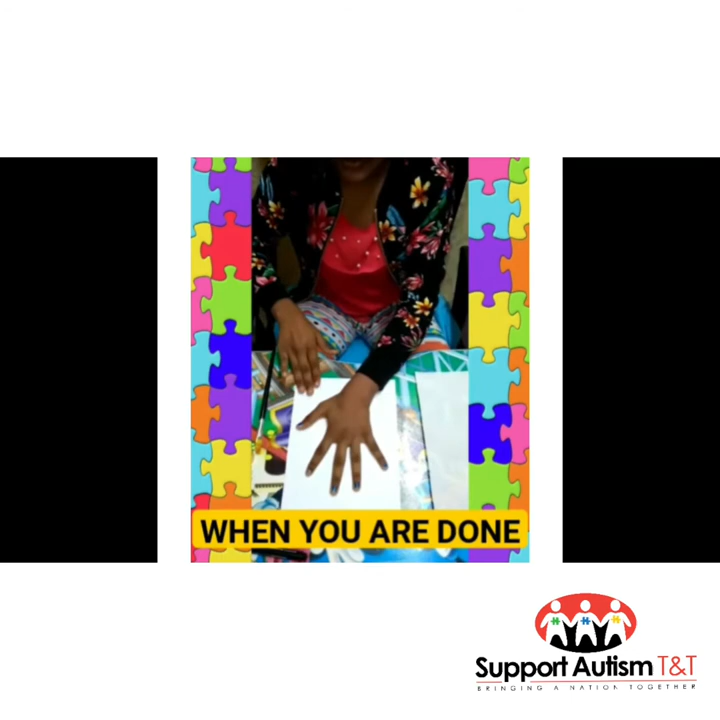 WHEN YOU ARE DONE
Support Autism T&T
BRINGING A NATION TOGETHER